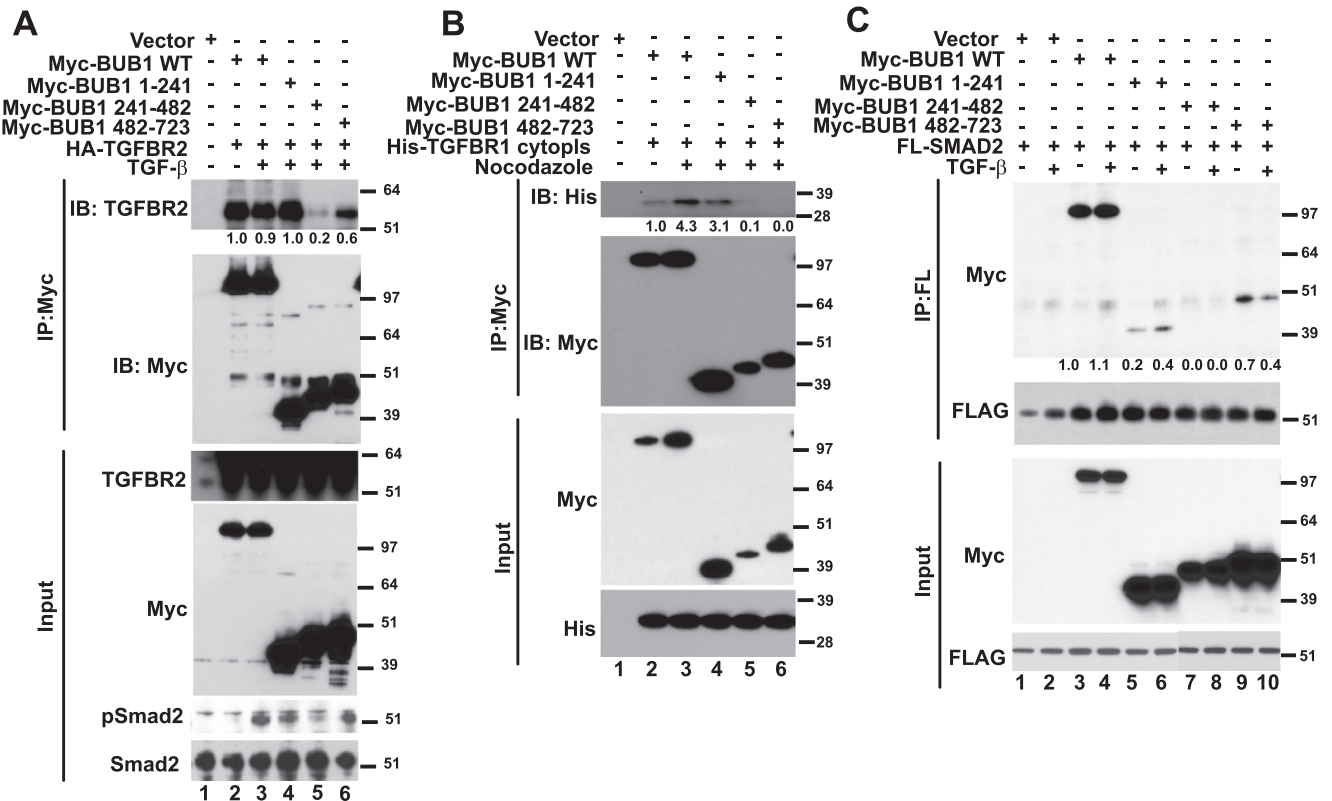 A
Vector + - - - - -
Myc-BUB1 WT - + + - - -
Myc-BUB1 1-241 - - - + - -
Myc-BUB1 241-482 - - - - + -
Myc-BUB1 482-723 - - - - - +
HA-TGFBR2 - + + + + +
TGF-β - - + + + +
IP:Myc
IB: TGFBR2
64
51
1.0 0.9 1.0 0.2 0.6
IB: Myc
97
64
51
39
Input
TGFBR2
64
51
Myc
97
64
51
39
pSmad2
51
Smad2
51
1 2 3 4 5 6
B
Vector + - - - - -
Myc-BUB1 WT - + + - - -
Myc-BUB1 1-241 - - - + - -
Myc-BUB1 241-482 - - - - + -
Myc-BUB1 482-723 - - - - - +
His-TGFBR1 cytopls - + + + + +
Nocodazole - - + + + +
IP:Myc
IB: His
39
28
1.0 4.3 3.1 0.1 0.0
IB: Myc
97
64
51
39
Input
Myc
97
64
51
39
His
39
28
1 2 3 4 5 6
C
Vector + + - - - - - - - -
Myc-BUB1 WT - - + + - - - - - -
Myc-BUB1 1-241 - - - - + + - - - -
Myc-BUB1 241-482 - - - - - - + + - -
Myc-BUB1 482-723 - - - - - - - - + +
FL-SMAD2 + + + + + + + + + +
TGF-β - + - + - + - + - +
IP:FL
Myc
97
64
51
39
1.0 1.1 0.2 0.4 0.0 0.0 0.7 0.4
FLAG
51
Input
Myc
97
64
51
39
FLAG
51
1 2 3 4 5 6 7 8 9 10